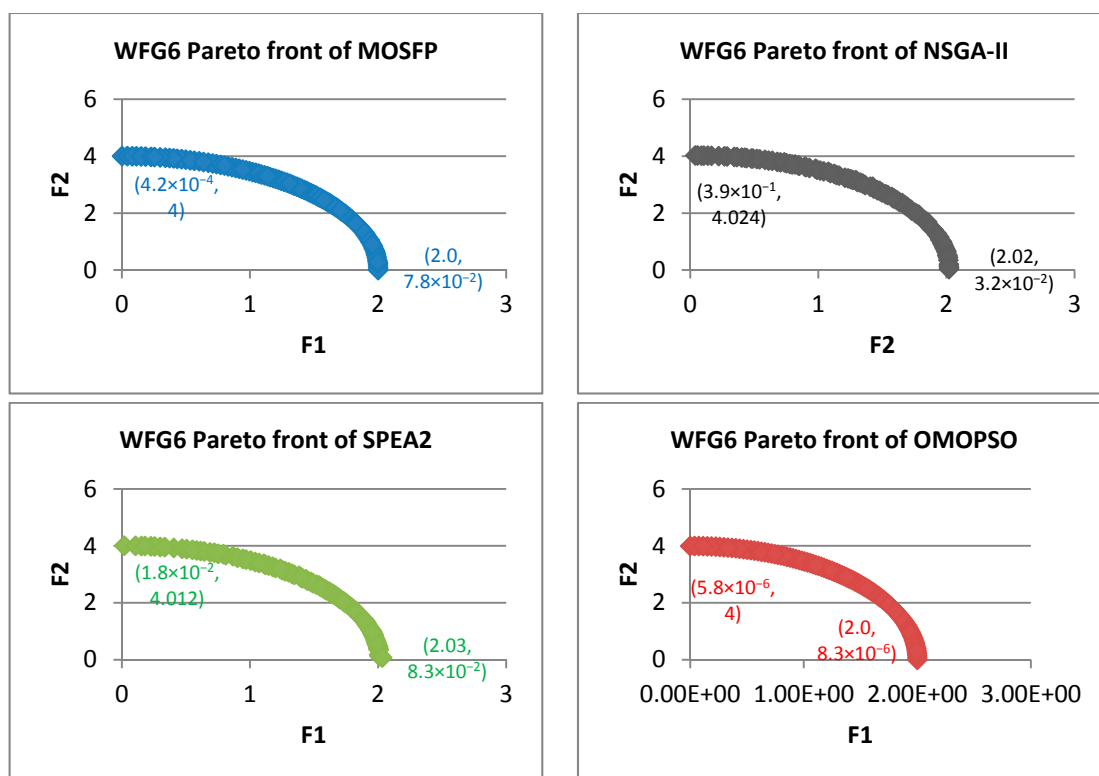 WFG6 Pareto front of MOSFP
6
4
2
0
F2
(4.2×10⁻⁴,
4)
(2.0,
7.8×10⁻²)
0 1 2 3
F1
WFG6 Pareto front of NSGA-II
6
4
2
0
F2
(3.9×10⁻¹,
4.024)
(2.02,
3.2×10⁻²)
0 1 2 3
F2
WFG6 Pareto front of SPEA2
6
4
2
0
F2
(1.8×10⁻²,
4.012)
(2.03,
8.3×10⁻²)
0 1 2 3
F1
WFG6 Pareto front of OMOPSO
6
4
2
0
F2
(5.8×10⁻⁶,
4)
(2.0,
8.3×10⁻⁶)
0.00E+00 1.00E+00 2.00E+00 3.00E+00
F1